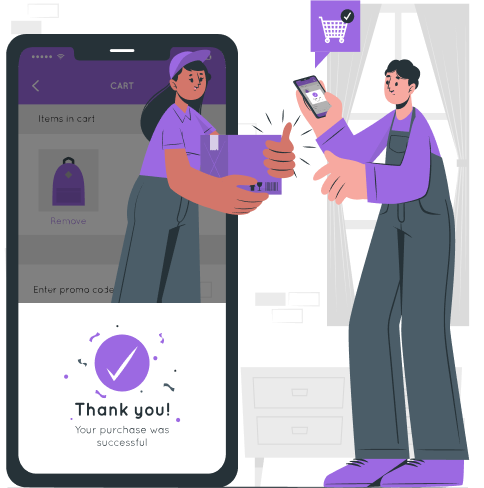 CART
Items in cart
Remove
Enter promo code
Thank you!
Your purchase was
successful